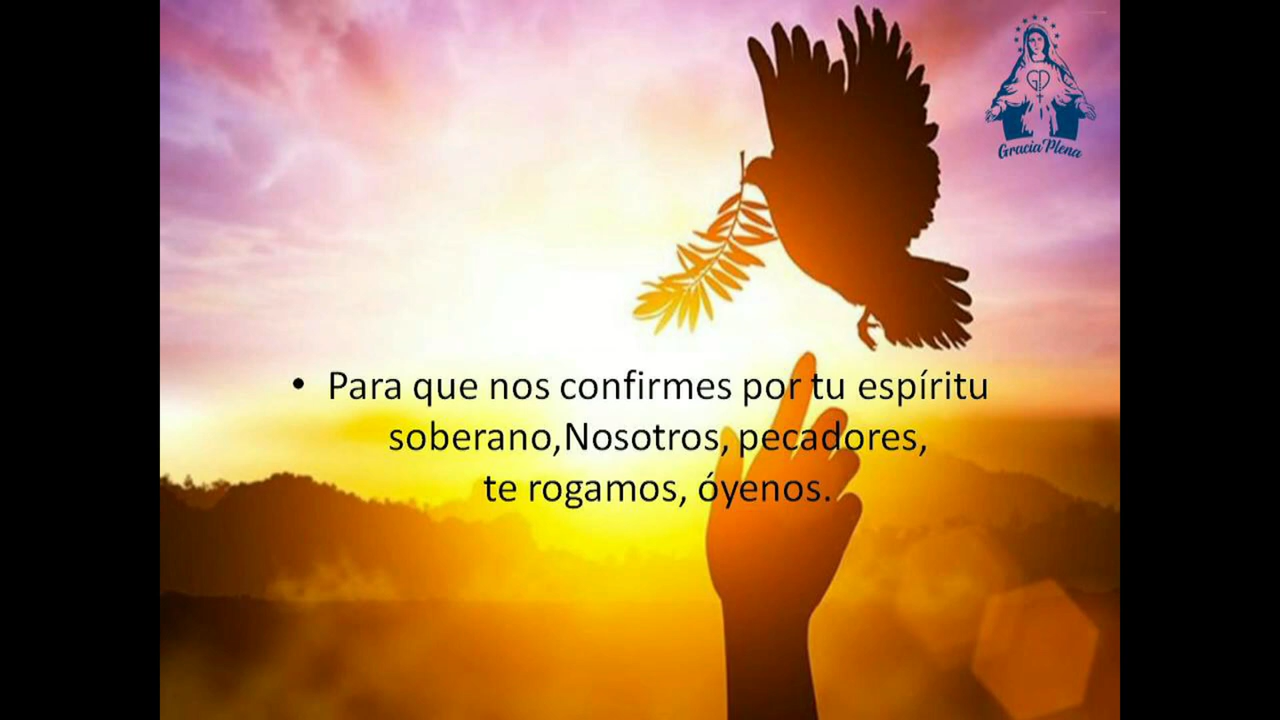 Gracia Plena
• Para que nos confirmes por tu espíritu
soberano,Nosotros, pecadores,
te rogamos, óyenos.